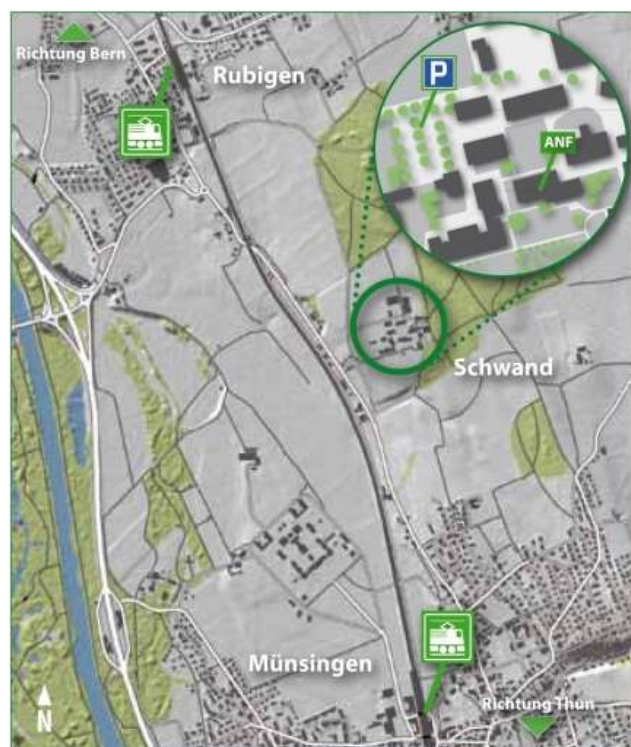 Richtung Bern
Rubigen
P
ANF
Schwand
Münsingen
Richtung Thun
N